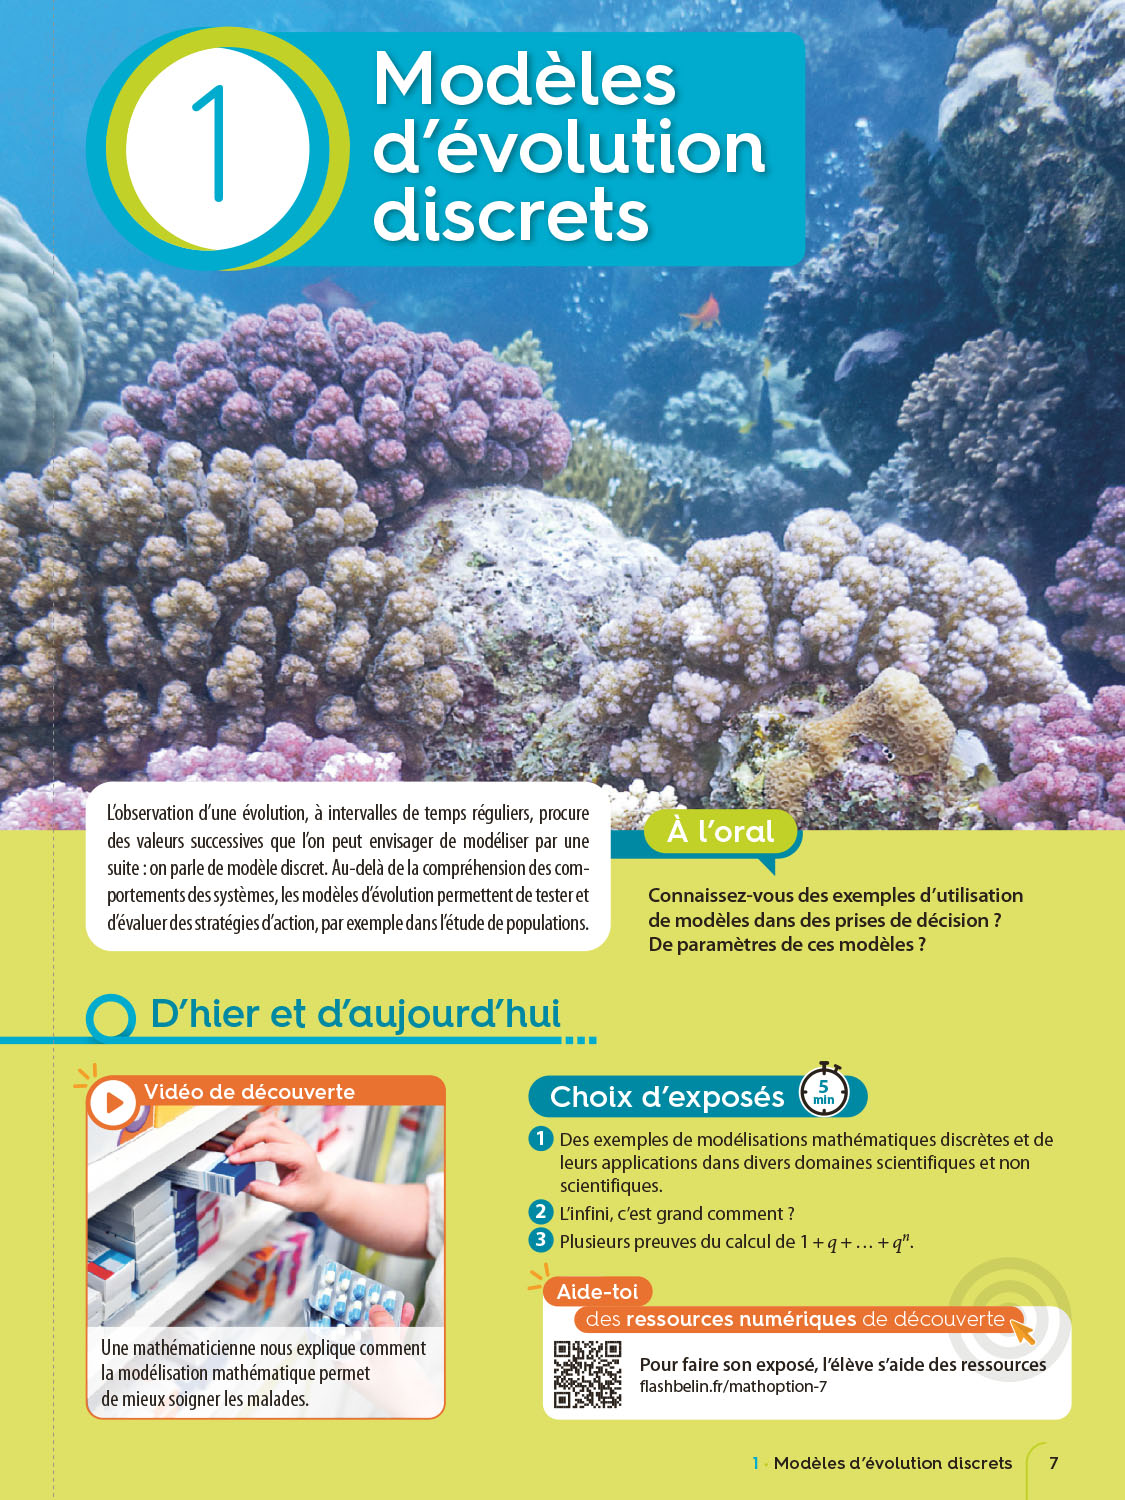 1
Modèles
d'évolution
discrets
L'observation d'une évolution, à intervalles de temps réguliers, procure
des valeurs successives que l'on peut envisager de modéliser par une
suite : on parle de modèle discret. Au-delà de la compréhension des com-
portements des systèmes, les modèles d'évolution permettent de tester et
d'évaluer des stratégies d'action, par exemple dans l'étude de populations.
À l'oral
Connaissez-vous des exemples d'utilisation
de modèles dans des prises de décision ?
De paramètres de ces modèles ?
D'hier et d'aujourd'hui
Vidéo de découverte
Une mathématicienne nous explique comment
la modélisation mathématique permet
de mieux soigner les malades.
Choix d'exposés
5
min
1 Des exemples de modélisations mathématiques discrètes et de
leurs applications dans divers domaines scientifiques et non
scientifiques.
2 L'infini, c'est grand comment ?
3 Plusieurs preuves du calcul de 1 + q + … + qⁿ.
Aide-toi
des ressources numériques de découverte
Pour faire son exposé, l'élève s'aide des ressources
flashbelin.fr/mathoption-7
1 · Modèles d'évolution discrets 7